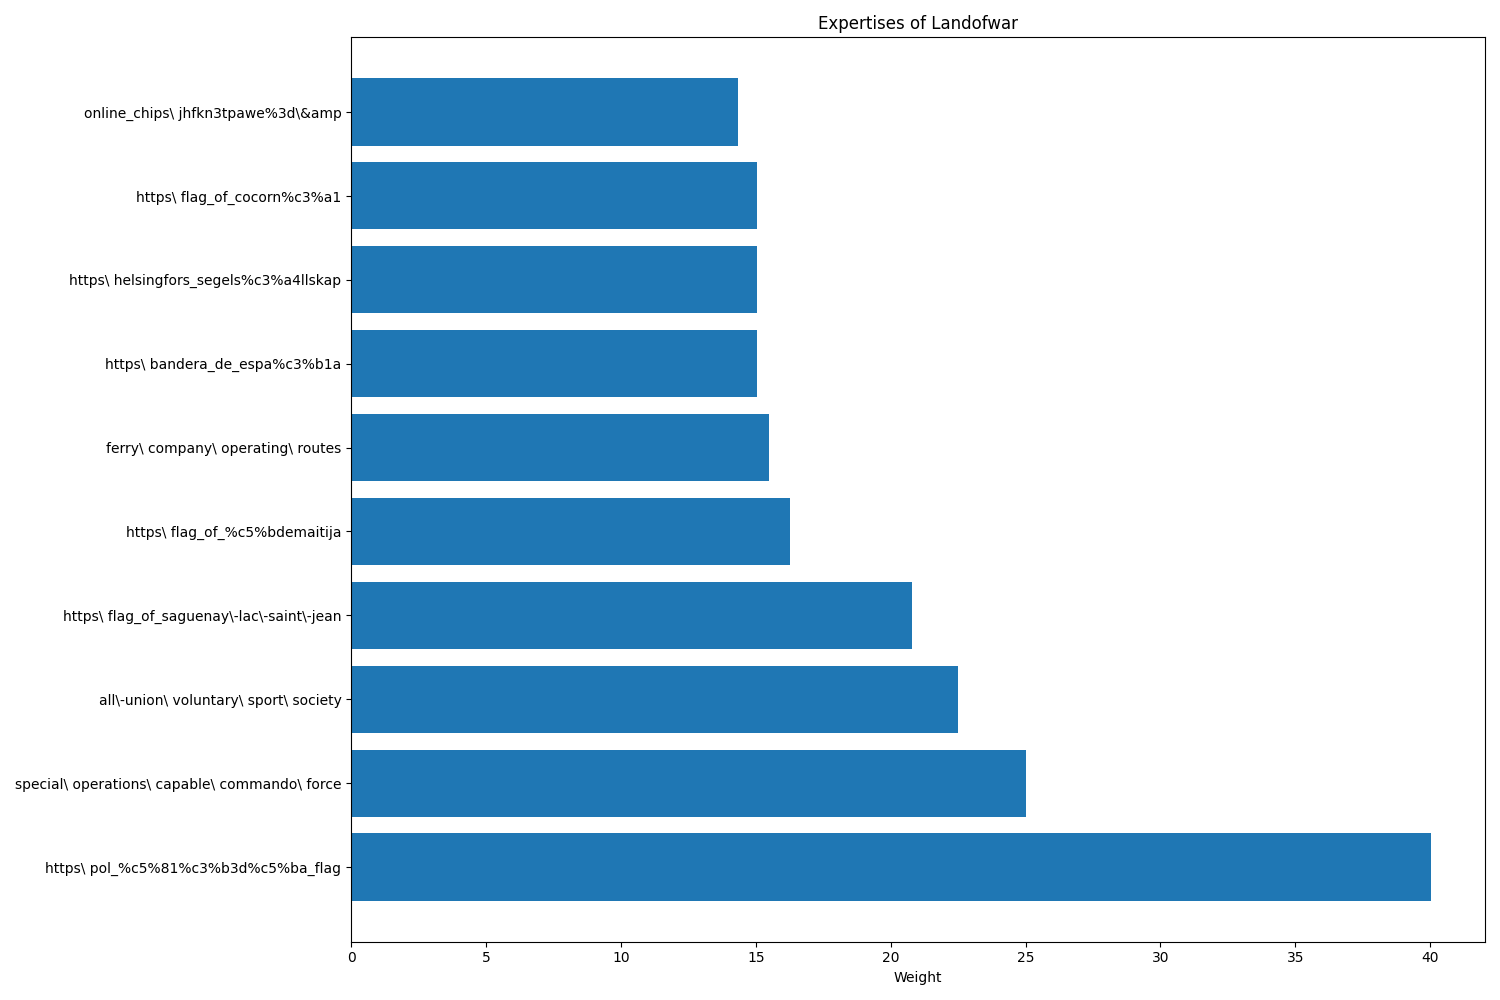 Expertises of Landofwar
online_chips\ jhfkn3tpawe%3d\&amp
https\ flag_of_cocorn%c3%a1
https\ helsingfors_segels%c3%a4llskap
https\ bandera_de_espa%c3%b1a
ferry\ company\ operating\ routes
https\ flag_of_%c5%bdemaitija
https\ flag_of_saguenay\-lac\-saint\-jean
all\-union\ voluntary\ sport\ society
special\ operations\ capable\ commando\ force
https\ pol_%c5%81%c3%b3d%c5%ba_flag
0 5 10 15 20 25 30 35 40
Weight